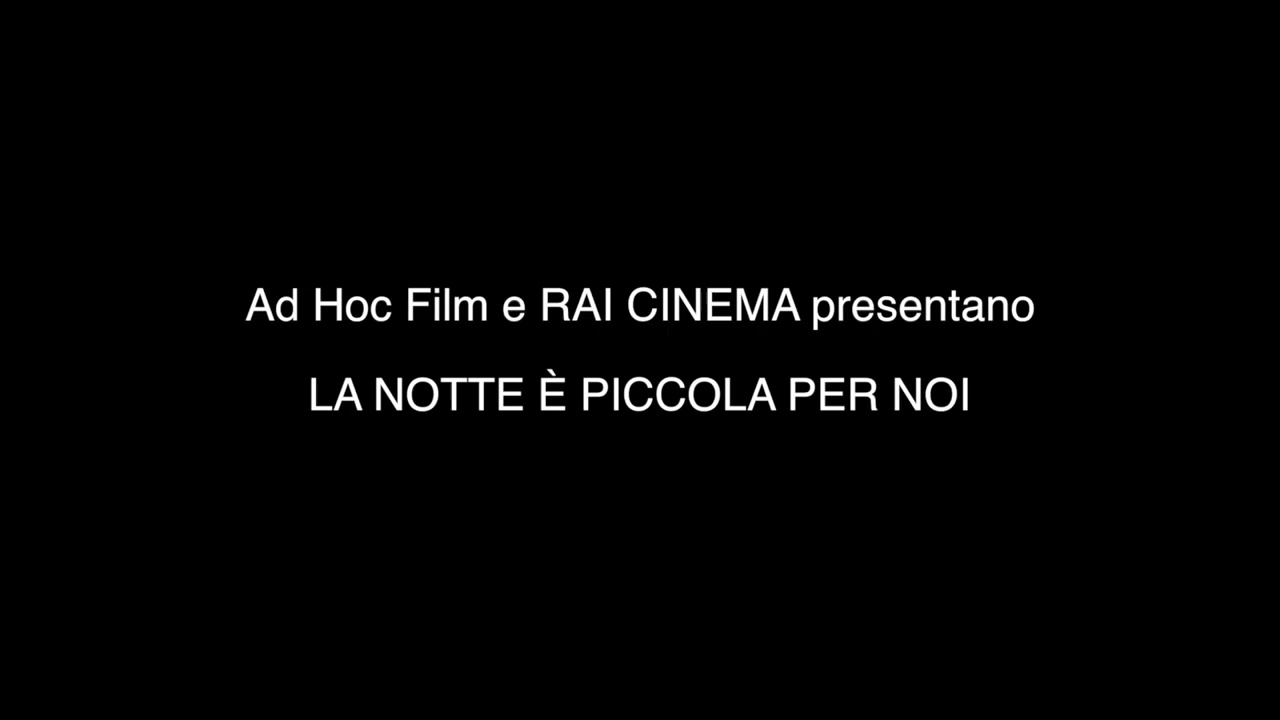 Ad Hoc Film e RAI CINEMA presentano
LA NOTTE È PICCOLA PER NOI